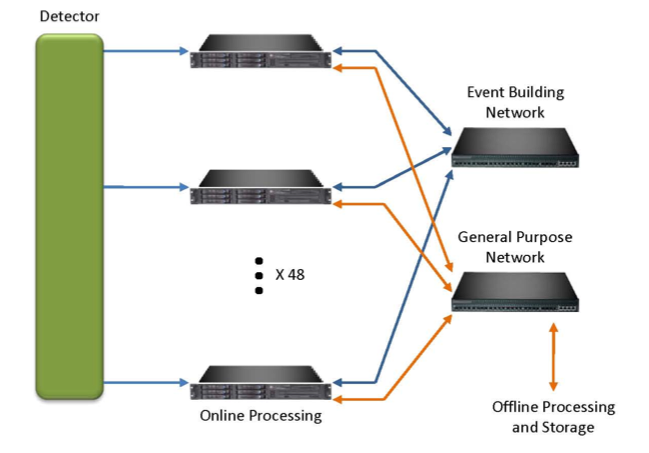 Detector
Event Building
Network
General Purpose
Network
X 48
Online Processing
Offline Processing
and Storage